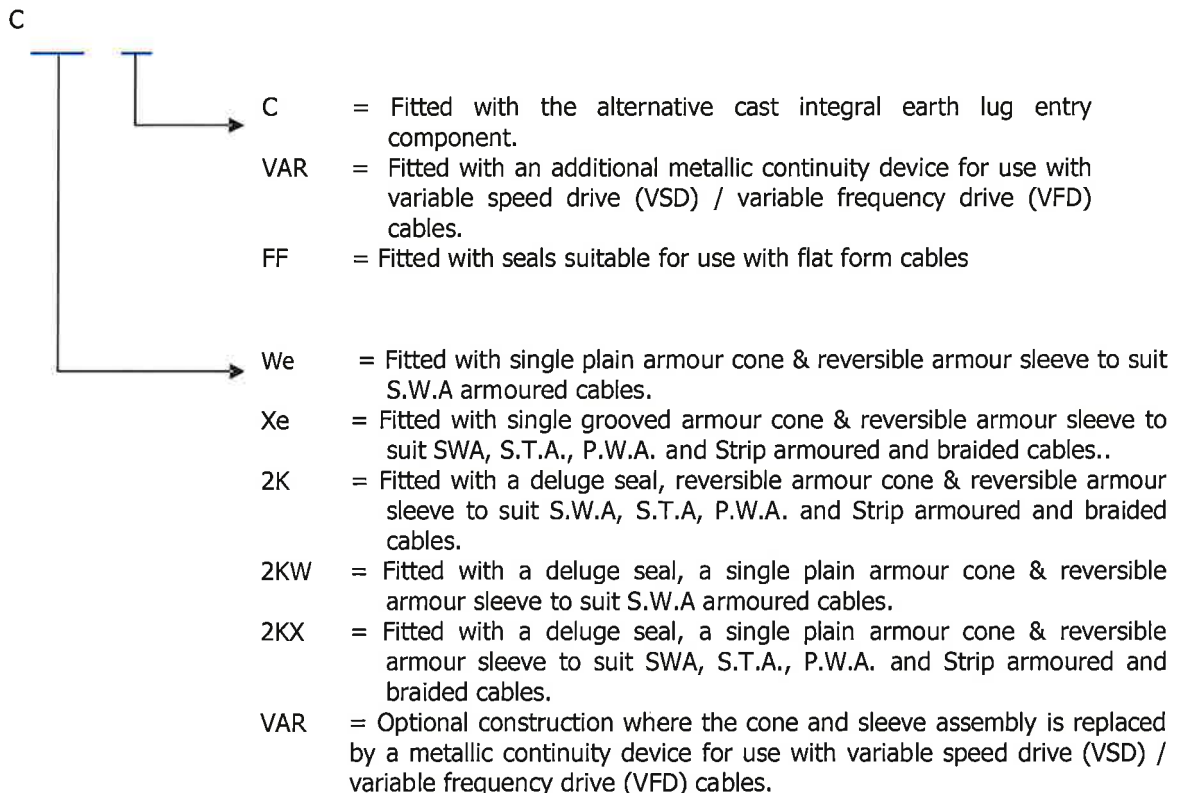 C
C = Fitted with the alternative cast integral earth lug entry
component.
VAR = Fitted with an additional metallic continuity device for use with
variable speed drive (VSD) / variable frequency drive (VFD)
cables.
FF = Fitted with seals suitable for use with flat form cables
We = Fitted with single plain armour cone & reversible armour sleeve to suit
S.W.A armoured cables.
Xe = Fitted with single grooved armour cone & reversible armour sleeve to
suit SWA, S.T.A., P.W.A. and Strip armoured and braided cables..
2K = Fitted with a deluge seal, reversible armour cone & reversible armour
sleeve to suit S.W.A, S.T.A, P.W.A. and Strip armoured and braided
cables.
2KW = Fitted with a deluge seal, a single plain armour cone & reversible
armour sleeve to suit S.W.A armoured cables.
2KX = Fitted with a deluge seal, a single plain armour cone & reversible
armour sleeve to suit SWA, S.T.A., P.W.A. and Strip armoured and
braided cables.
VAR = Optional construction where the cone and sleeve assembly is replaced
by a metallic continuity device for use with variable speed drive (VSD) /
variable frequency drive (VFD) cables.